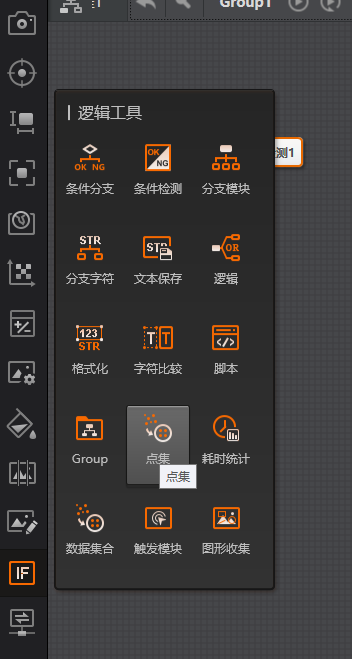 Group1
逻辑工具
OK NG
OK
NG
条件分支 条件检测 分支模块
测1
STR
STR
OR
分支字符 文本保存 逻辑
123
STR
TT
格式化 字符比较 脚本
Group 点集 耗时统计
点集
数据集合 触发模块 图形收集
IF